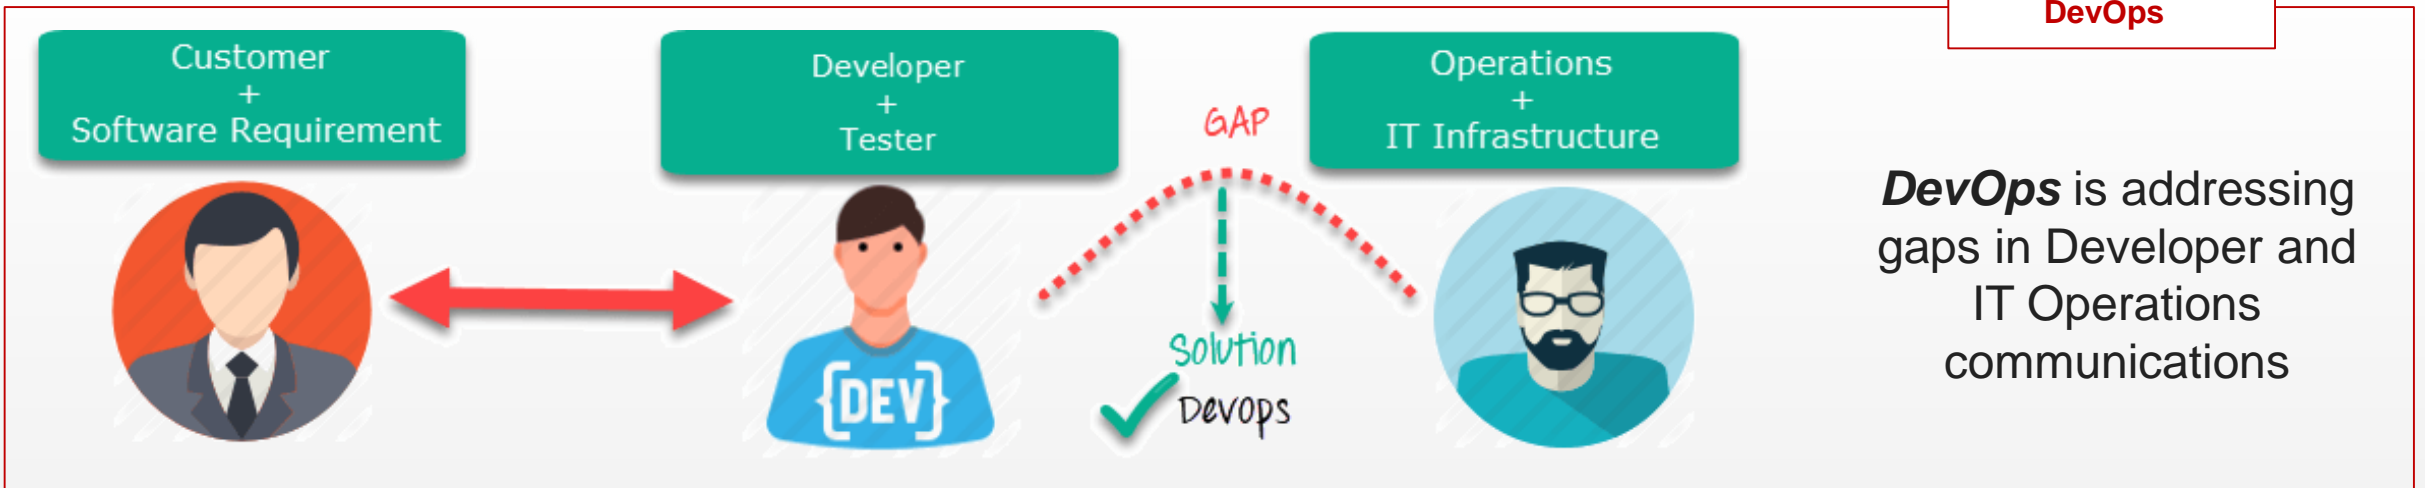 DevOps
Customer
+
Software Requirement
Developer
+
Tester
GAP
Operations
+
IT Infrastructure
Solution
Devops
{DEV}
DevOps is addressing
gaps in Developer and
IT Operations
communications